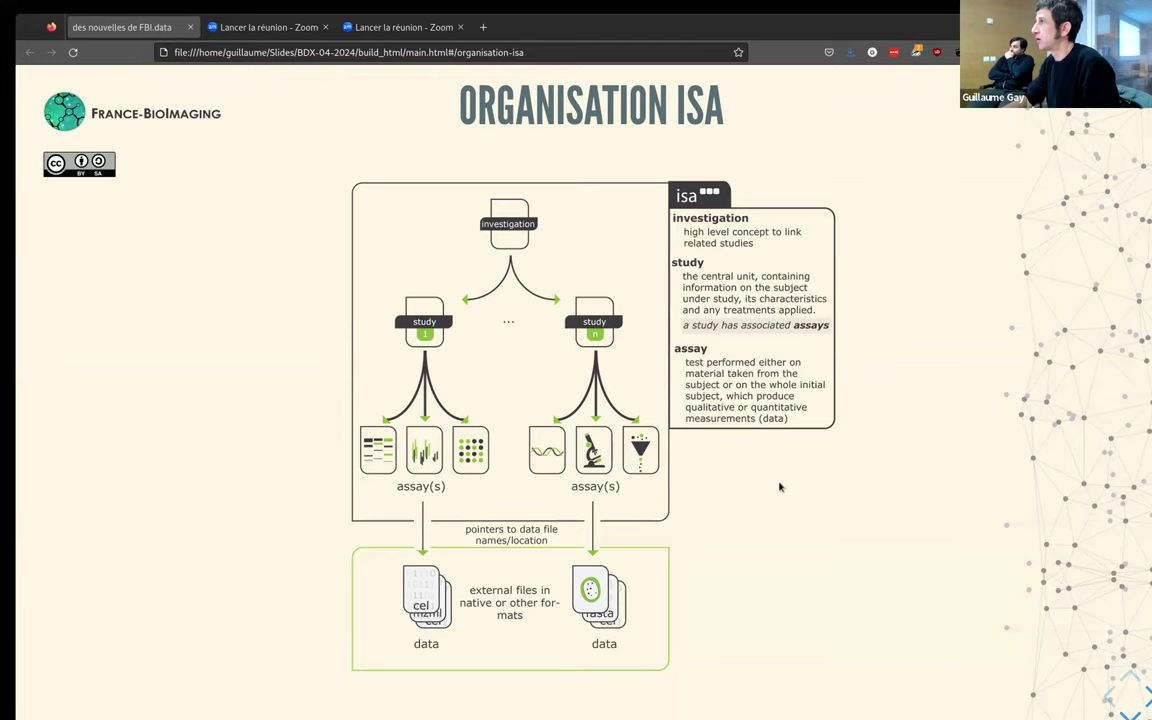 des nouvelles de FBI.data
Lancer la réunion - Zoom
Lancer la réunion - Zoom
file:///home/guillaume/Slides/BDX-04-2024/build_html/main.html#/organisation-isa
Guillaume Gay
FRANCE-BIOIMAGING
ORGANISATION ISA
cc
BY SA
isa
investigation
high level concept to link
related studies
study
the central unit, containing
information on the subject
under study, its characteristics
and any treatments applied.
a study has associated assays
assay
test performed either on
material taken from the
subject or on the whole initial
subject, which produce
qualitative or quantitative
measurements (data)
investigation
study
1
...
study
n
assay(s)
assay(s)
pointers to data file
names/location
external files in
native or other for-
mats
cel
data
fasta
data